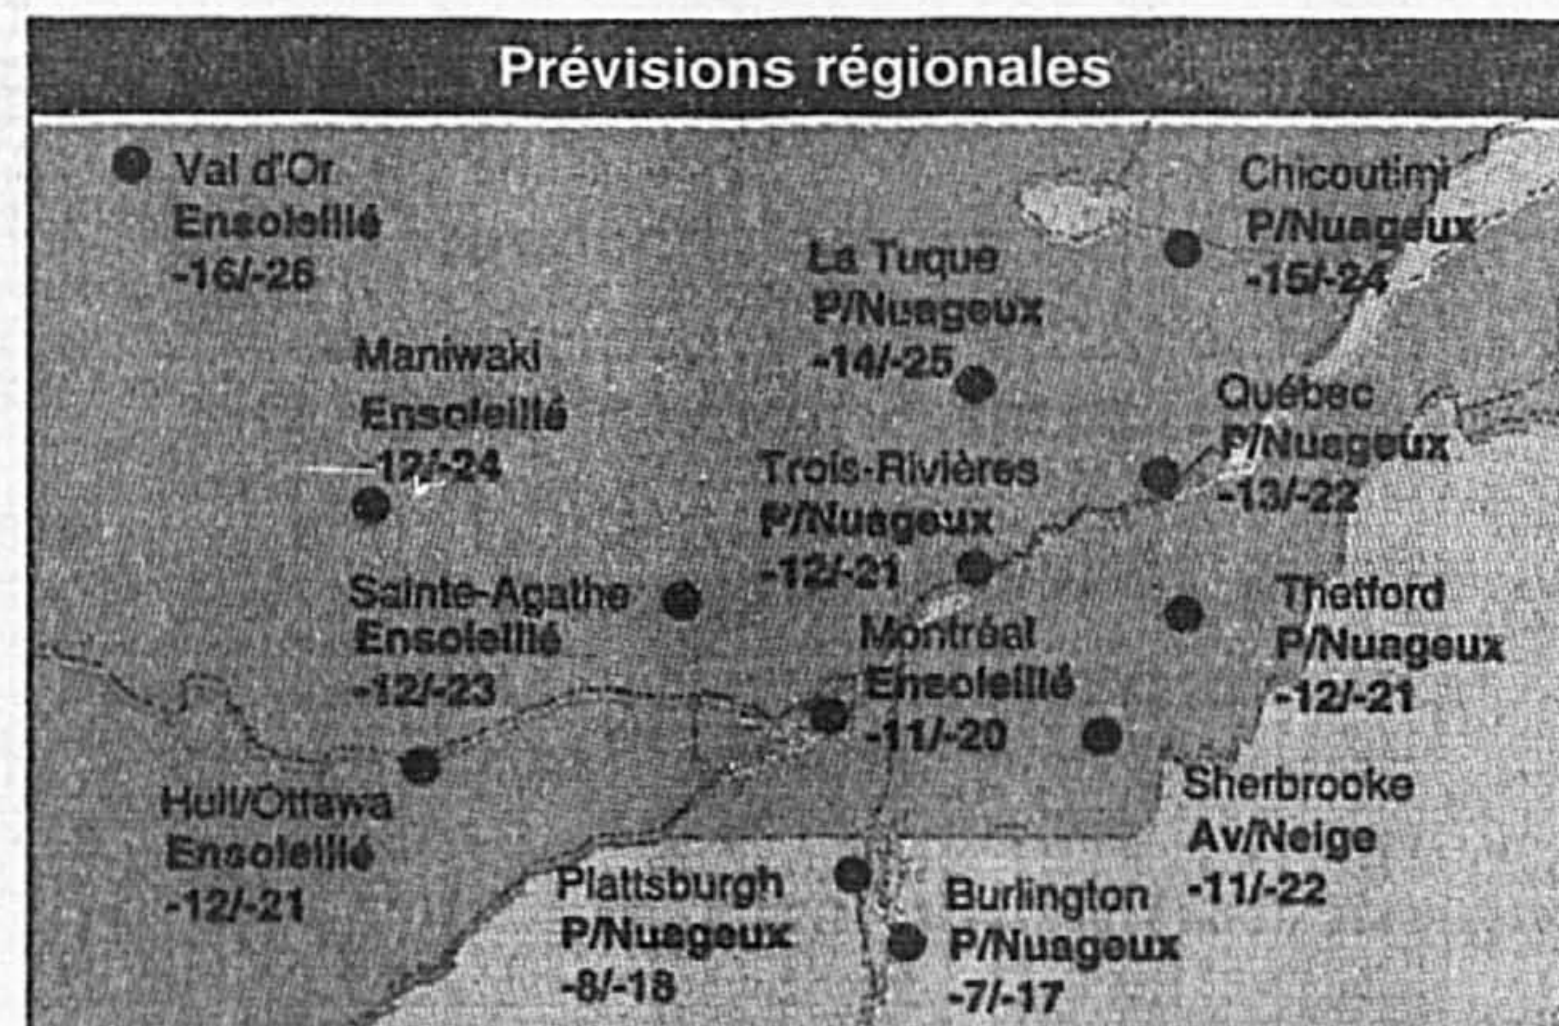 Prévisions régionales
Val d'Or
Ensoleillé
-16/-26
Chicoutimi
P/Nuageux
-15/-24
La Tuque
P/Nuageux
-14/-25
Maniwaki
Ensoleillé
-12/-24
Québec
P/Nuageux
-13/-22
Trois-Rivières
P/Nuageux
-12/-21
Sainte-Agathe
Ensoleillé
-12/-23
Thetford
P/Nuageux
-12/-21
Montréal
Ensoleillé
-11/-20
Hull/Ottawa
Ensoleillé
-12/-21
Sherbrooke
Av/Neige
-11/-22
Plattsburgh
P/Nuageux
-8/-18
Burlington
P/Nuageux
-7/-17